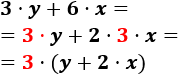 3 · y + 6 · x =
= 3 · y + 2 · 3 · x =
= 3 · (y + 2 · x)